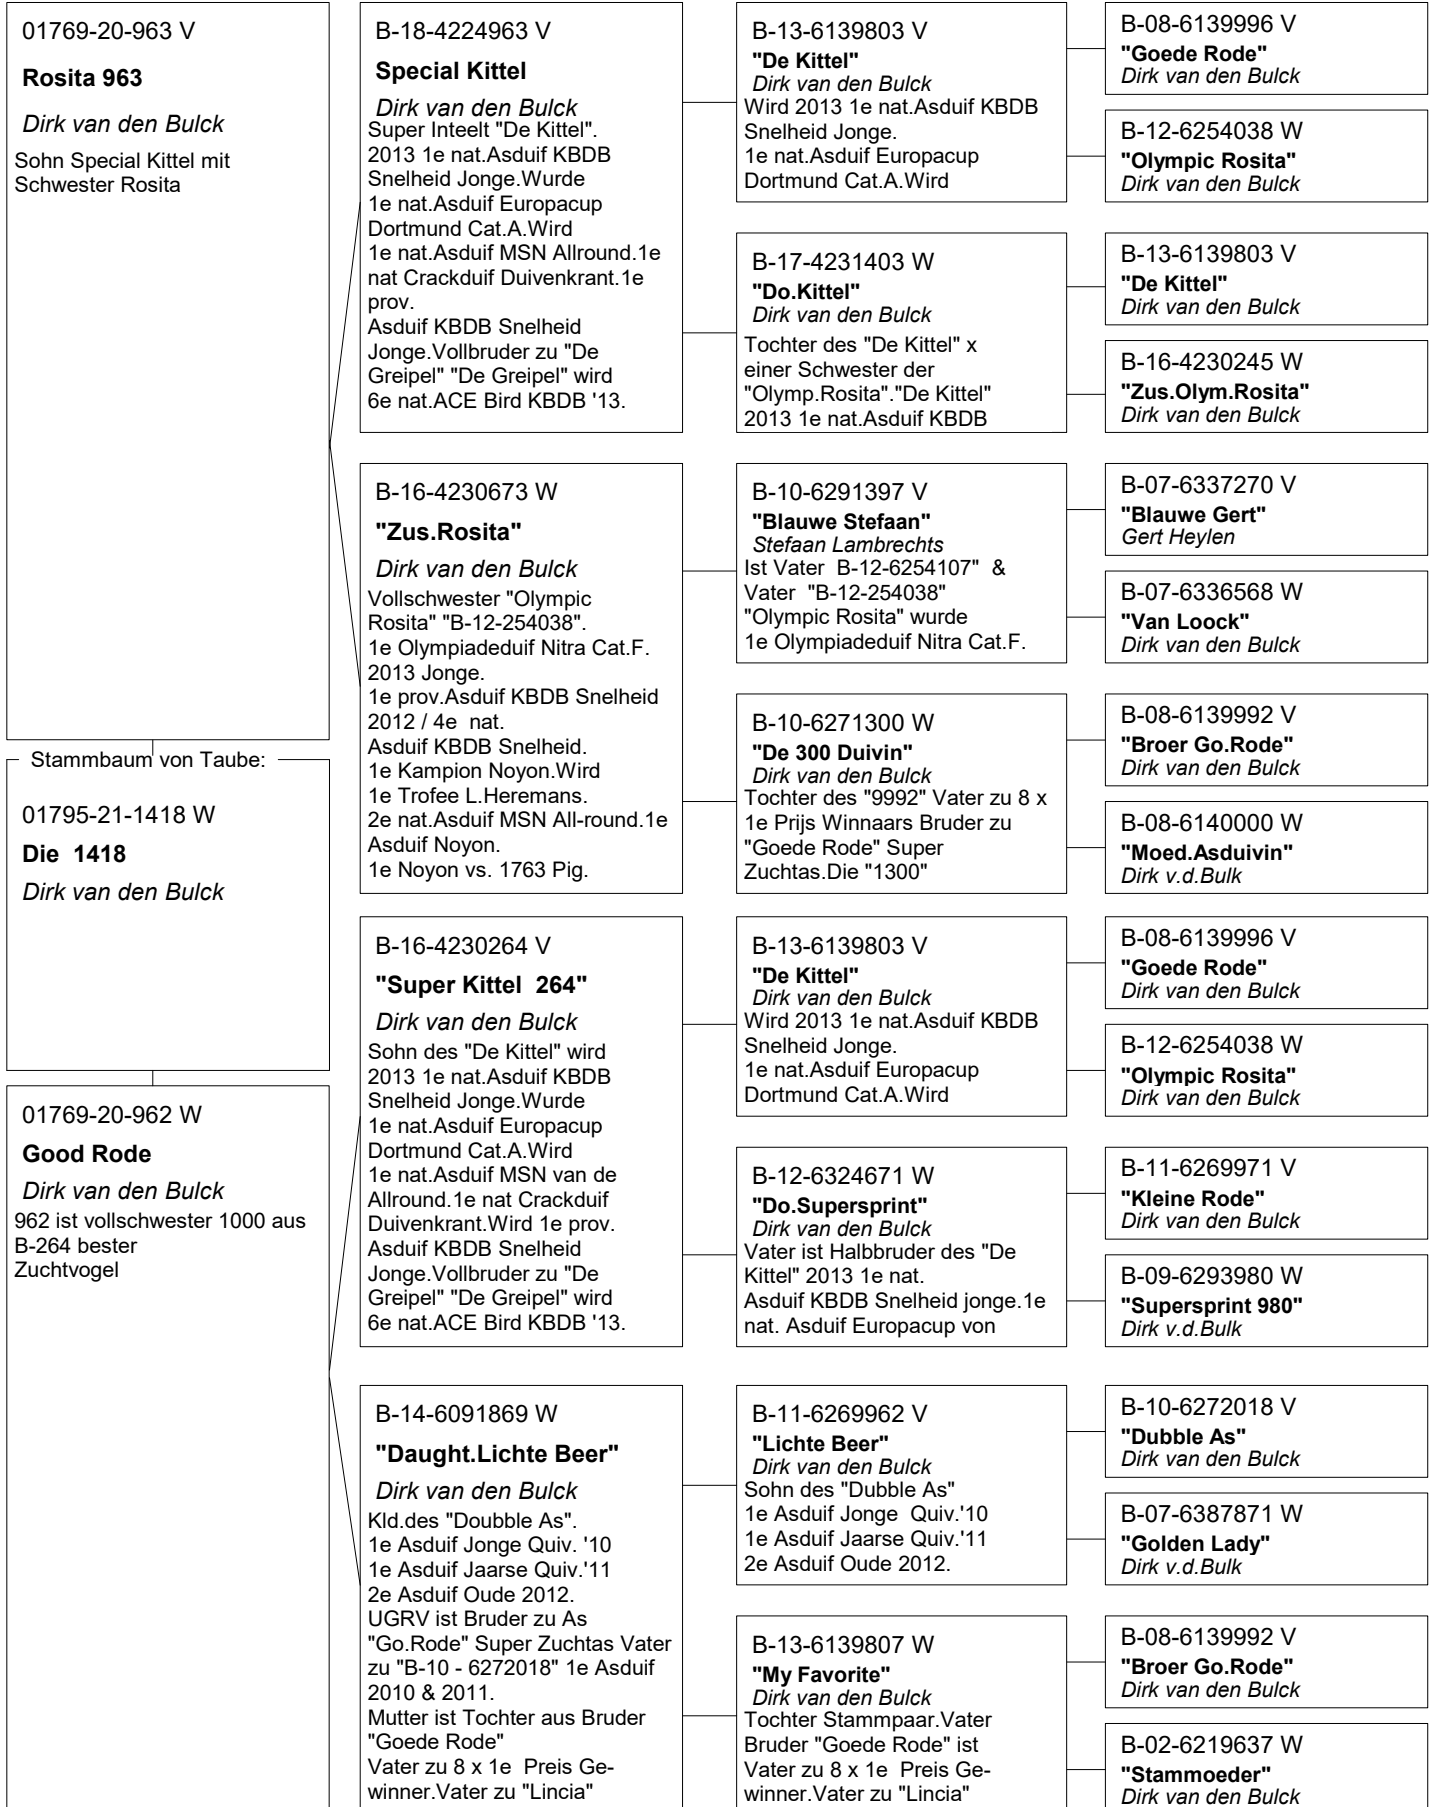 01769-20-963 V
Rosita 963
Dirk van den Bulck
Sohn Special Kittel mit
Schwester Rosita
Stammbaum von Taube:
01795-21-1418 W
Die  1418
Dirk van den Bulck
01769-20-962 W
Good Rode
Dirk van den Bulck
962 ist vollschwester 1000 aus
B-264 bester
Zuchtvogel
B-18-4224963 V
Special Kittel
Dirk van den Bulck
Super Inteelt "De Kittel".
2013 1e nat.Asduif KBDB
Snelheid Jonge.Wurde
1e nat.Asduif Europacup
Dortmund Cat.A.Wird
1e nat.Asduif MSN Allround.1e
nat Crackduif Duivenkrant.1e
prov.
Asduif KBDB Snelheid
Jonge.Vollbruder zu "De
Greipel" "De Greipel" wird
6e nat.ACE Bird KBDB '13.
B-16-4230673 W
"Zus.Rosita"
Dirk van den Bulck
Vollschwester "Olympic
Rosita" "B-12-254038".
1e Olympiadeduif Nitra Cat.F.
2013 Jonge.
1e prov.Asduif KBDB Snelheid
2012 / 4e  nat.
Asduif KBDB Snelheid.
1e Kampion Noyon.Wird
1e Trofee L.Heremans.
2e nat.Asduif MSN All-round.1e
Asduif Noyon.
1e Noyon vs. 1763 Pig.
B-16-4230264 V
"Super Kittel  264"
Dirk van den Bulck
Sohn des "De Kittel" wird
2013 1e nat.Asduif KBDB
Snelheid Jonge.Wurde
1e nat.Asduif Europacup
Dortmund Cat.A.Wird
1e nat.Asduif MSN van de
Allround.1e nat Crackduif
Duivenkrant.Wird 1e prov.
Asduif KBDB Snelheid
Jonge.Vollbruder zu "De
Greipel" "De Greipel" wird
6e nat.ACE Bird KBDB '13.
B-14-6091869 W
"Daught.Lichte Beer"
Dirk van den Bulck
Kld.des "Doubble As".
1e Asduif Jonge Quiv. '10
1e Asduif Jaarse Quiv.'11
2e Asduif Oude 2012.
UGRV ist Bruder zu As
"Go.Rode" Super Zuchtas Vater
zu "B-10 - 6272018" 1e Asduif
2010 & 2011.
Mutter ist Tochter aus Bruder
"Goede Rode"
Vater zu 8 x 1e  Preis Ge-
winner.Vater zu "Lincia"
B-13-6139803 V
"De Kittel"
Dirk van den Bulck
Wird 2013 1e nat.Asduif KBDB
Snelheid Jonge.
1e nat.Asduif Europacup
Dortmund Cat.A.Wird
B-17-4231403 W
"Do.Kittel"
Dirk van den Bulck
Tochter des "De Kittel" x
einer Schwester der
"Olymp.Rosita"."De Kittel"
2013 1e nat.Asduif KBDB
B-10-6291397 V
"Blauwe Stefaan"
Stefaan Lambrechts
Ist Vater  B-12-6254107"  &
Vater  "B-12-254038"
"Olympic Rosita" wurde
1e Olympiadeduif Nitra Cat.F.
B-10-6271300 W
"De 300 Duivin"
Dirk van den Bulck
Tochter des "9992" Vater zu 8 x
1e Prijs Winnaars Bruder zu
"Goede Rode" Super
Zuchtas.Die "1300"
B-13-6139803 V
"De Kittel"
Dirk van den Bulck
Wird 2013 1e nat.Asduif KBDB
Snelheid Jonge.
1e nat.Asduif Europacup
Dortmund Cat.A.Wird
B-12-6324671 W
"Do.Supersprint"
Dirk van den Bulck
Vater ist Halbbruder des "De
Kittel" 2013 1e nat.
Asduif KBDB Snelheid jonge.1e
nat. Asduif Europacup von
B-11-6269962 V
"Lichte Beer"
Dirk van den Bulck
Sohn des "Dubble As"
1e Asduif Jonge  Quiv.'10
1e Asduif Jaarse Quiv.'11
2e Asduif Oude 2012.
B-13-6139807 W
"My Favorite"
Dirk van den Bulck
Tochter Stammpaar.Vater
Bruder "Goede Rode" ist
Vater zu 8 x 1e  Preis Ge-
winner.Vater zu "Lincia"
B-08-6139996 V
"Goede Rode"
Dirk van den Bulck
B-12-6254038 W
"Olympic Rosita"
Dirk van den Bulck
B-13-6139803 V
"De Kittel"
Dirk van den Bulck
B-16-4230245 W
"Zus.Olym.Rosita"
Dirk van den Bulck
B-07-6337270 V
"Blauwe Gert"
Gert Heylen
B-07-6336568 W
"Van Loock"
Dirk van den Bulck
B-08-6139992 V
"Broer Go.Rode"
Dirk van den Bulck
B-08-6140000 W
"Moed.Asduivin"
Dirk v.d.Bulk
B-08-6139996 V
"Goede Rode"
Dirk van den Bulck
B-12-6254038 W
"Olympic Rosita"
Dirk van den Bulck
B-11-6269971 V
"Kleine Rode"
Dirk van den Bulck
B-09-6293980 W
"Supersprint 980"
Dirk v.d.Bulk
B-10-6272018 V
"Dubble As"
Dirk van den Bulck
B-07-6387871 W
"Golden Lady"
Dirk v.d.Bulk
B-08-6139992 V
"Broer Go.Rode"
Dirk van den Bulck
B-02-6219637 W
"Stammoeder"
Dirk van den Bulck